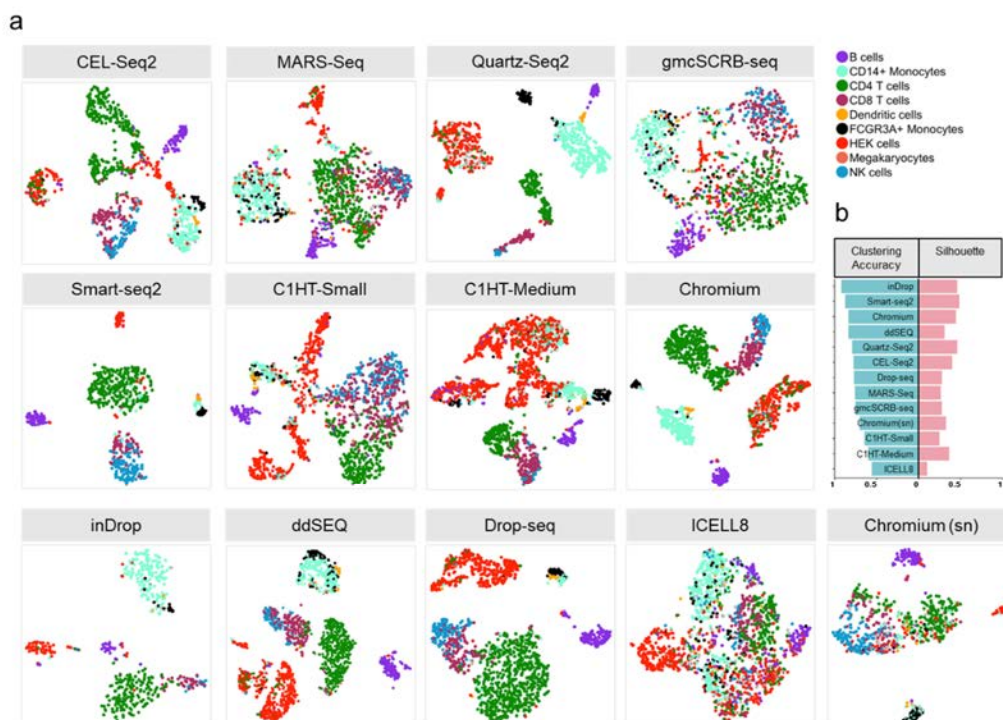 a
CEL-Seq2
MARS-Seq
Quartz-Seq2
gmcSCRB-seq
B cells
CD14+ Monocytes
CD4 T cells
CD8 T cells
Dendritic cells
FCGR3A+ Monocytes
HEK cells
Megakaryocytes
NK cells
b
Clustering Accuracy
Silhouette
inDrop
Smart-seq2
Chromium
ddSEQ
Quartz-Seq2
CEL-Seq2
Drop-seq
MARS-Seq
gmcSCRB-seq
Chromium(sn)
C1HT-Small
C1HT-Medium
ICELL8
1 0.5 0 0.5 1
Smart-seq2
C1HT-Small
C1HT-Medium
Chromium
inDrop
ddSEQ
Drop-seq
ICELL8
Chromium (sn)